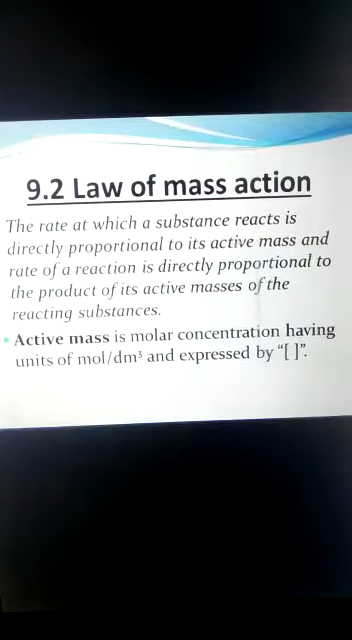 9.2 Law of mass action
The rate at which a substance reacts is
directly proportional to its active mass and
rate of a reaction is directly proportional to
the product of its active masses of the
reacting substances.
• Active mass is molar concentration having
units of mol/dm³ and expressed by “[ ]”.